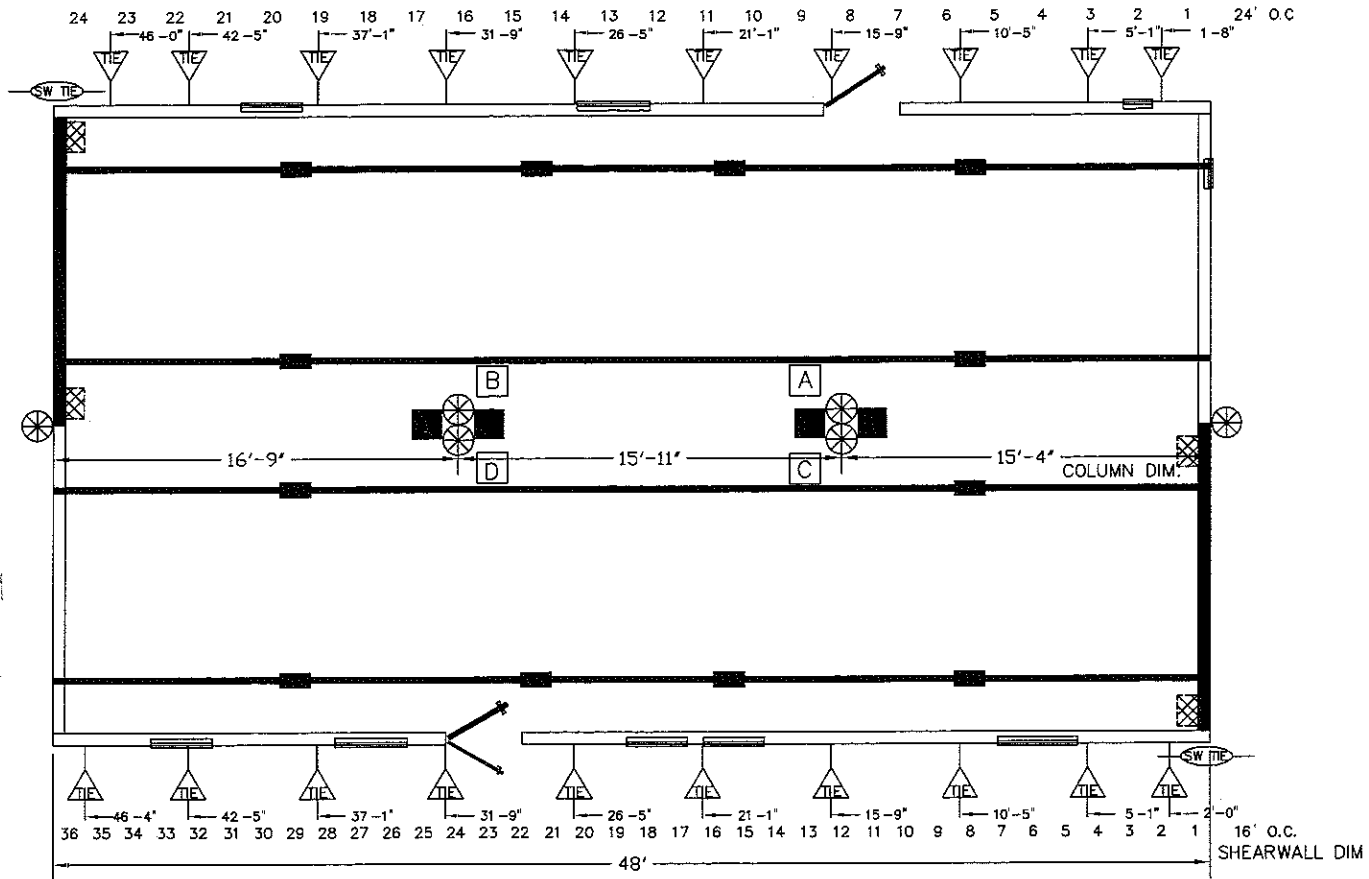 24 23 22 21 20 19 18 17 16 15 14 13 12 11 10 9 8 7 6 5 4 3 2 1 24' O.C
46 -0" 42 -5" 37'-1" 31 -9" 26 -5" 21'-1" 15 -9" 10'-5" 5'-1" 1 -8"
TIE TIE TIE TIE TIE TIE TIE TIE TIE TIE
SW TIE
B A
16'-9" 15'-11" 15'-4"
D C COLUMN DIM.
SW TIE
TIE TIE TIE TIE TIE TIE TIE TIE TIE TIE
46 -4" 42 -5" 37 -1" 31 -9" 26 -5" 21 -1" 15 -9" 10'-5" 5 -1" 2'-0"
36 35 34 33 32 31 30 29 28 27 26 25 24 23 22 21 20 19 18 17 16 15 14 13 12 11 10 9 8 7 6 5 4 3 2 1 16' O.C.
SHEARWALL DIM
48'